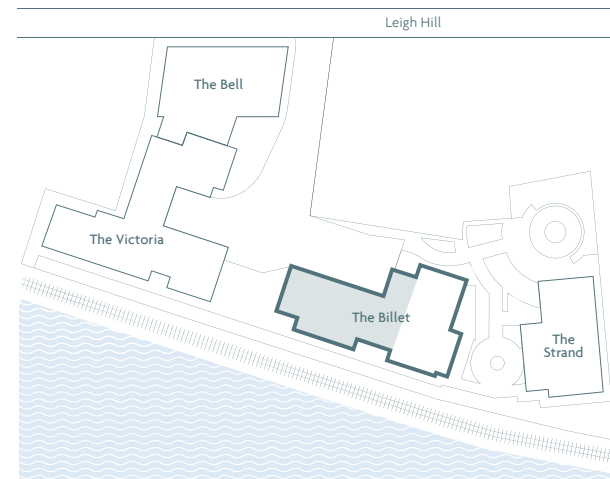 Leigh Hill
The Bell
The Victoria
The Billet
The
Strand